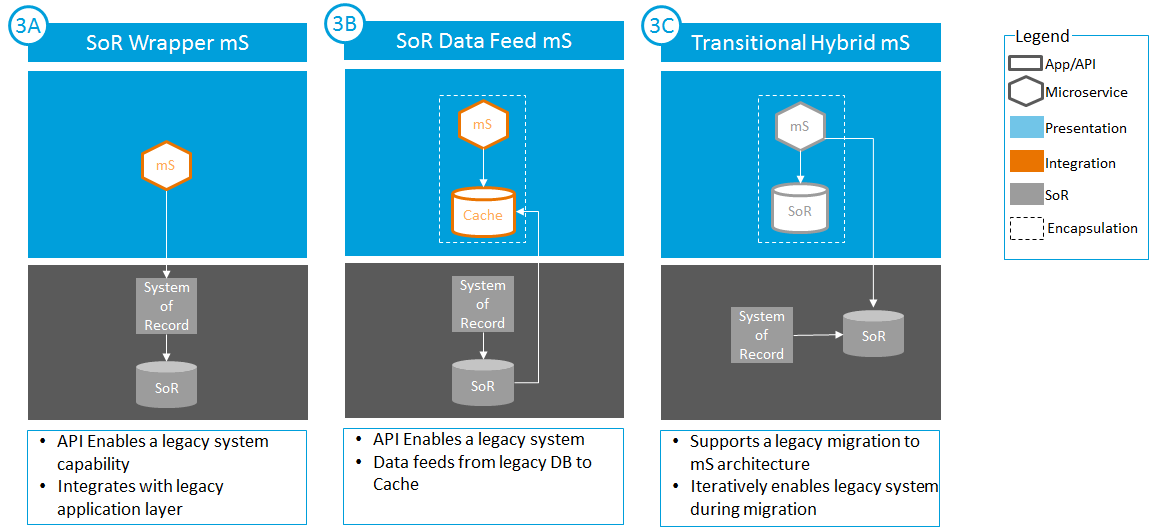 3A
SoR Wrapper mS
mS
System
of
Record
SoR
• API Enables a legacy system
capability
• Integrates with legacy
application layer
3B
SoR Data Feed mS
mS
Cache
System
of
Record
SoR
• API Enables a legacy system
• Data feeds from legacy DB to
Cache
3C
Transitional Hybrid mS
mS
SoR
System
of
Record
SoR
• Supports a legacy migration to
mS architecture
• Iteratively enables legacy system
during migration
Legend
App/API
Microservice
Presentation
Integration
SoR
Encapsulation